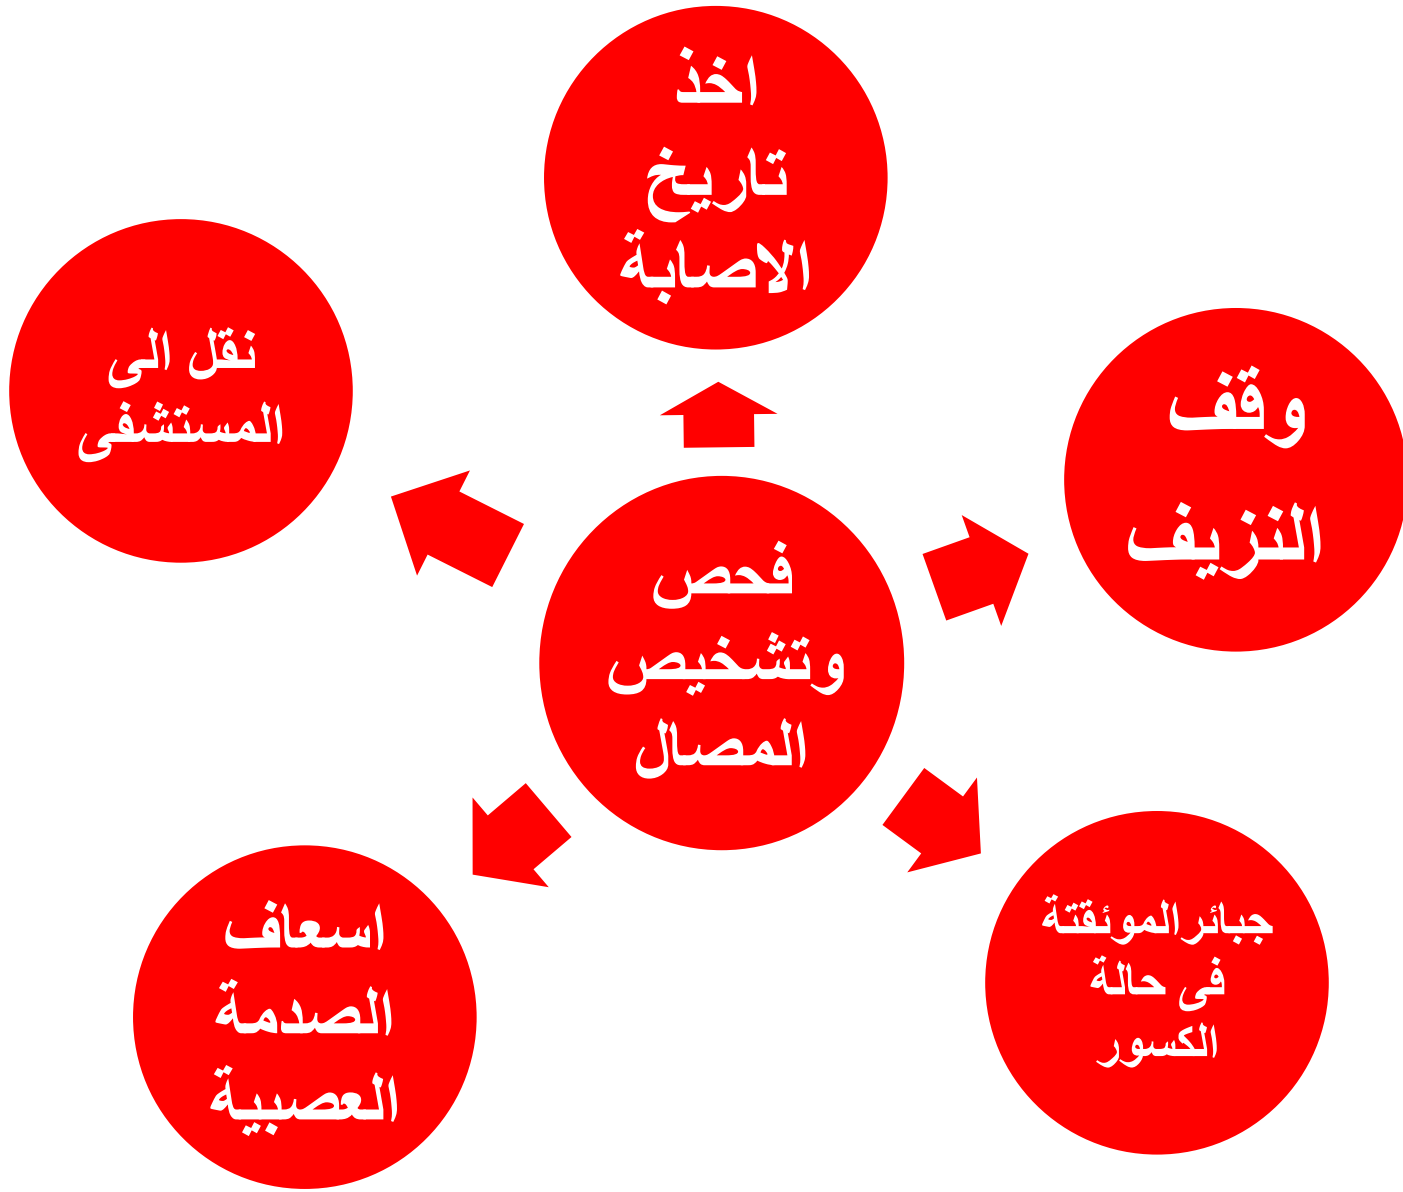 اخذ
تاريخ
الاصابة
وقف
النزيف
نقل الى
المستشفى
فحص
وتشخيص
المصال
جبائرالموئقتة
فى حالة
الكسور
اسعاف
الصدمة
العصبية